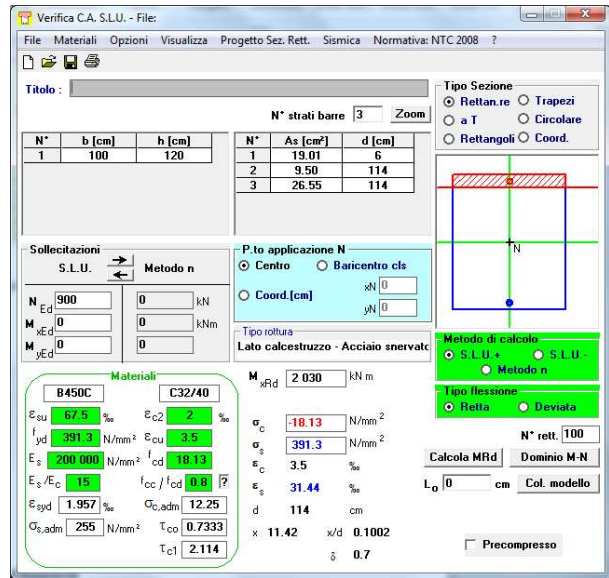 Verifica C.A. S.L.U. - File:
File Materiali Opzioni Visualizza Progetto Sez. Rett. Sismica Normativa: NTC 2008 ?
Titolo :
N° strati barre 3 Zoom
N° b [cm] h [cm]
1 100 120
N° As [cm²] d [cm]
1 19.01 6
2 9.50 114
3 26.55 114
Tipo Sezione
Rettan.re Trapezi
a T Circolare
Rettangoli Coord.
N
Sollecitazioni
S.L.U. Metodo n
N Ed 900 0 kN
M xEd 0 0 kNm
M yEd 0 0
P.to applicazione N
Centro Baricentro cls
Coord.[cm] xN 0
yN 0
Tipo rottura
Lato calcestruzzo - Acciaio snervato
Metodo di calcolo
S.L.U.+ S.L.U.-
Metodo n
Tipo flessione
Retta Deviata
Materiali
B450C C32/40
εsu 67.5 ‰ εc2 2 ‰
fyd 391.3 N/mm² εcu 3.5
Es 200 000 N/mm² fcd 18.13
Es/Ec 15 fcc / fcd 0.8 ?
εsyd 1.957 ‰ σc,adm 12.25
σs,adm 255 N/mm² τco 0.7333
τc1 2.114
M xRd 2 030 kN m
σc -18.13 N/mm²
σs 391.3 N/mm²
εc 3.5 ‰
εs 31.44 ‰
d 114 cm
x 11.42 x/d 0.1002
δ 0.7
N° rett. 100
Calcola MRd Dominio M-N
Lo 0 cm Col. modello
Precompresso